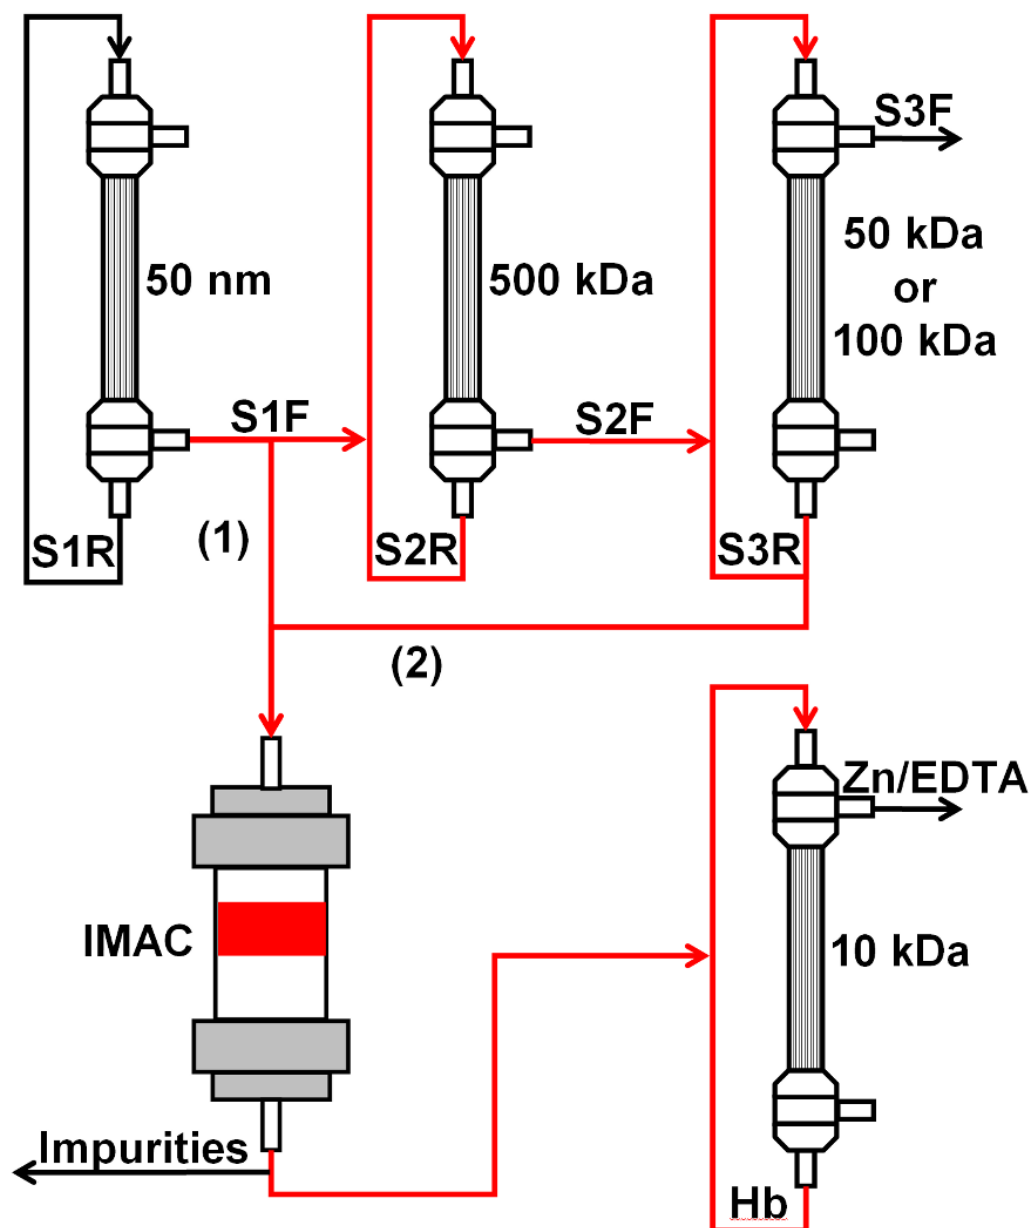 S3F
50 nm
500 kDa
50 kDa
or
100 kDa
S1F
S2F
S1R
(1)
S2R
S3R
(2)
Zn/EDTA
IMAC
10 kDa
Impurities
Hb